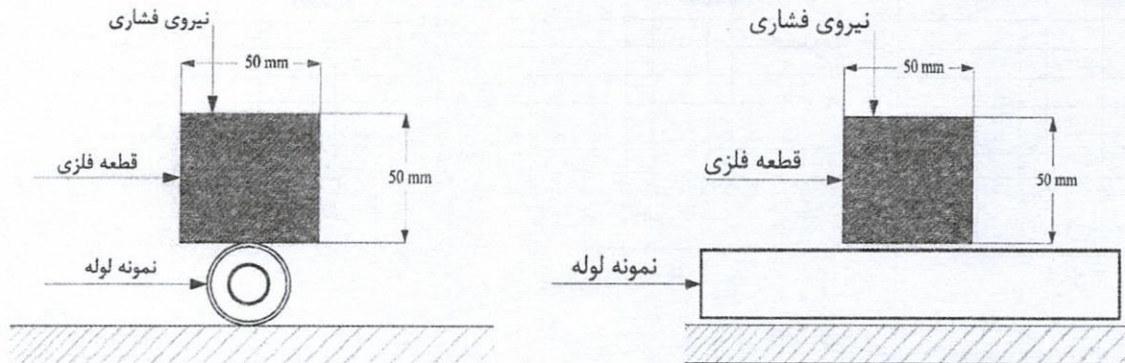 نیروی فشاری
50 mm
50 mm
قطعه فلزی
نمونه لوله
نیروی فشاری
50 mm
50 mm
قطعه فلزی
نمونه لوله